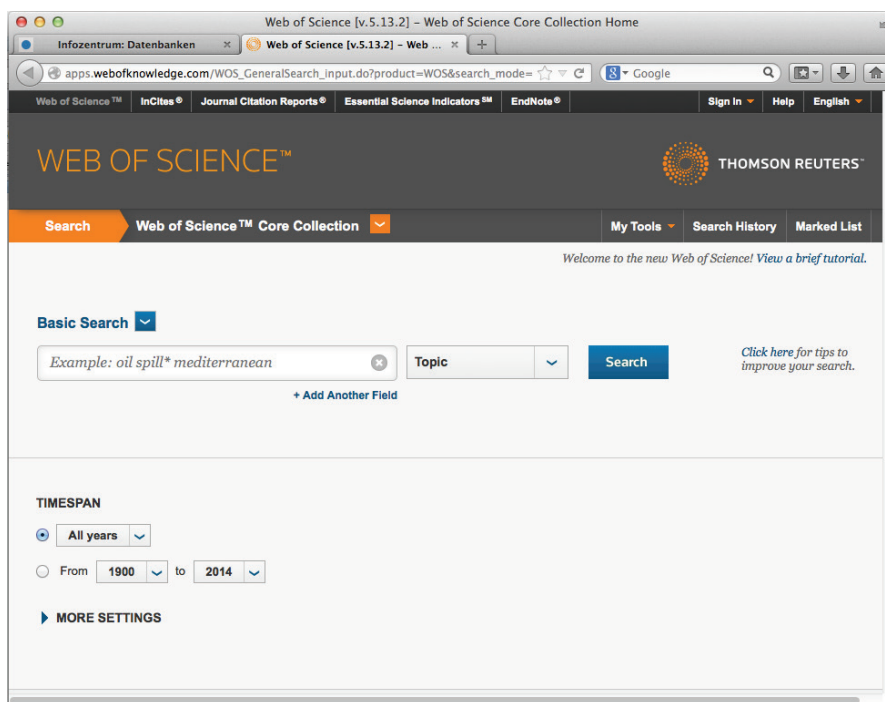 Web of Science [v.5.13.2] – Web of Science Core Collection Home
Infozentrum: Datenbanken × Web of Science [v.5.13.2] – Web ... × +
apps.webofknowledge.com/WOS_GeneralSearch_input.do?product=WOS&search_mode= Google
Web of Science™ InCites® Journal Citation Reports® Essential Science Indicators SM EndNote® Sign In Help English
WEB OF SCIENCE™ THOMSON REUTERS™
Search Web of Science™ Core Collection My Tools Search History Marked List
Welcome to the new Web of Science! View a brief tutorial.
Basic Search
Example: oil spill* mediterranean Topic Search Click here for tips to
improve your search.
+ Add Another Field
TIMESPAN
All years
From 1900 to 2014
MORE SETTINGS